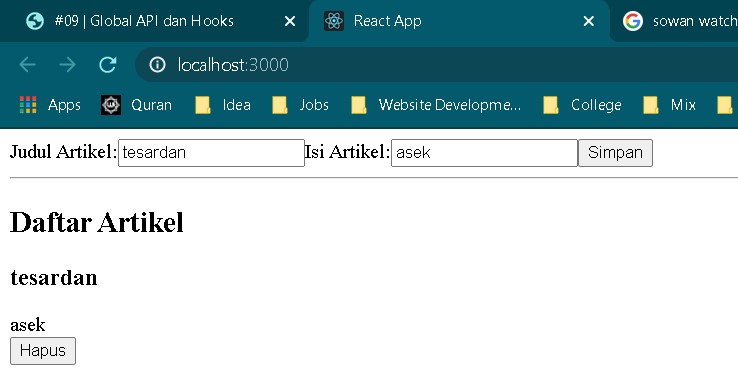 #09 | Global API dan Hooks React App sowan watch
localhost:3000
Apps Quran Idea Jobs Website Developme... College Mix
Judul Artikel: tesardan Isi Artikel: asek Simpan
Daftar Artikel
tesardan
asek
Hapus